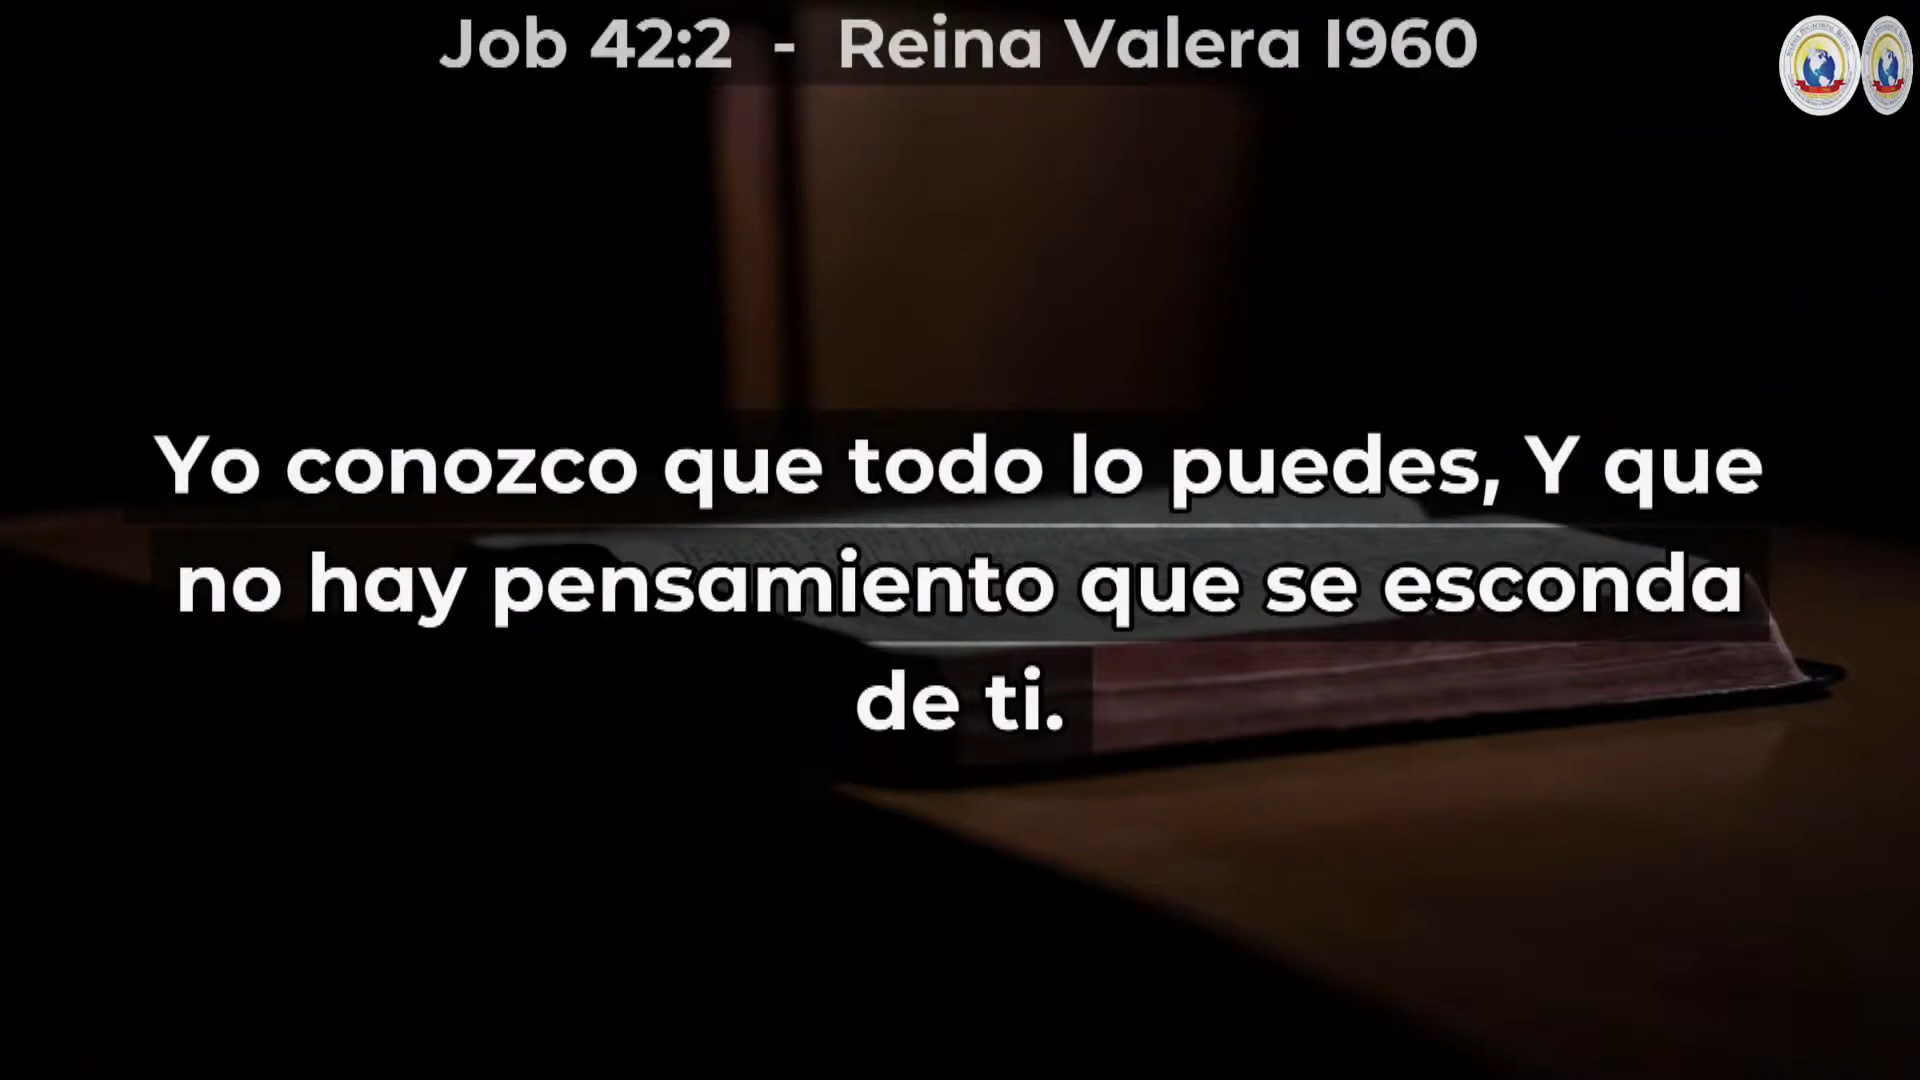 Job 42:2 - Reina Valera 1960
Yo conozco que todo lo puedes, Y que
no hay pensamiento que se esconda
de ti.